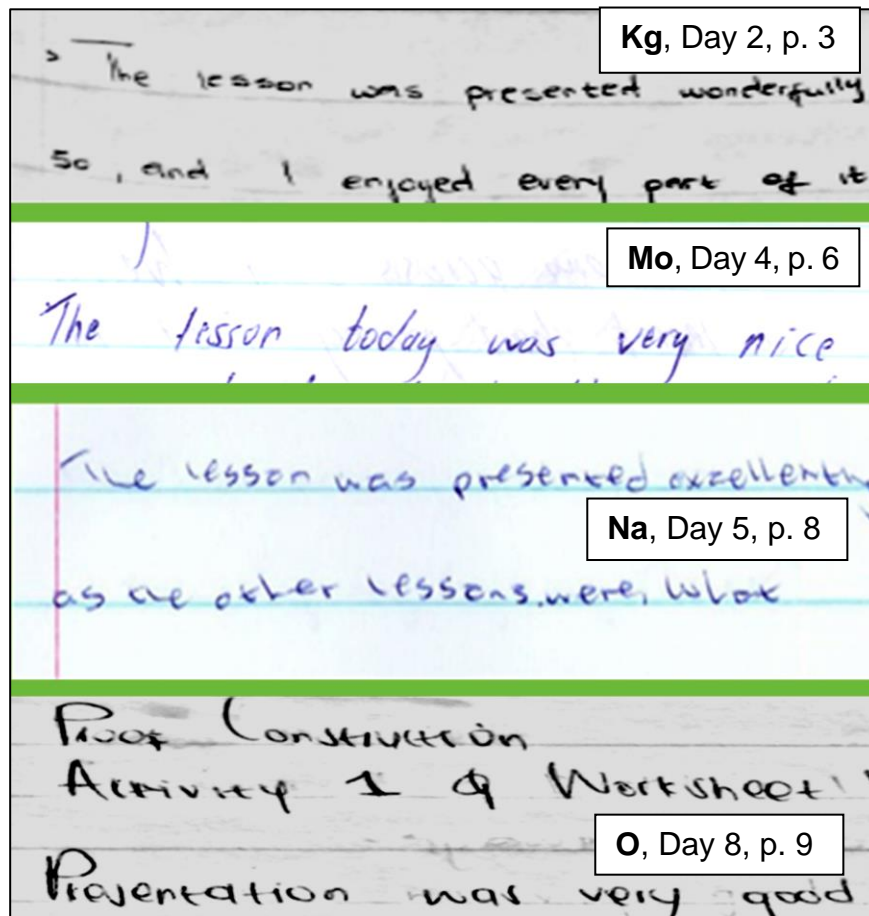 Kg, Day 2, p. 3
> The lesson was presented wonderfully
so, and I enjoyed every part of it
Mo, Day 4, p. 6
The lesson today was very nice
The lesson was presented exzellently
Na, Day 5, p. 8
as the other lessons were, What
Proof Construction
Activity 1 & Worksheet
O, Day 8, p. 9
Presentation was very good